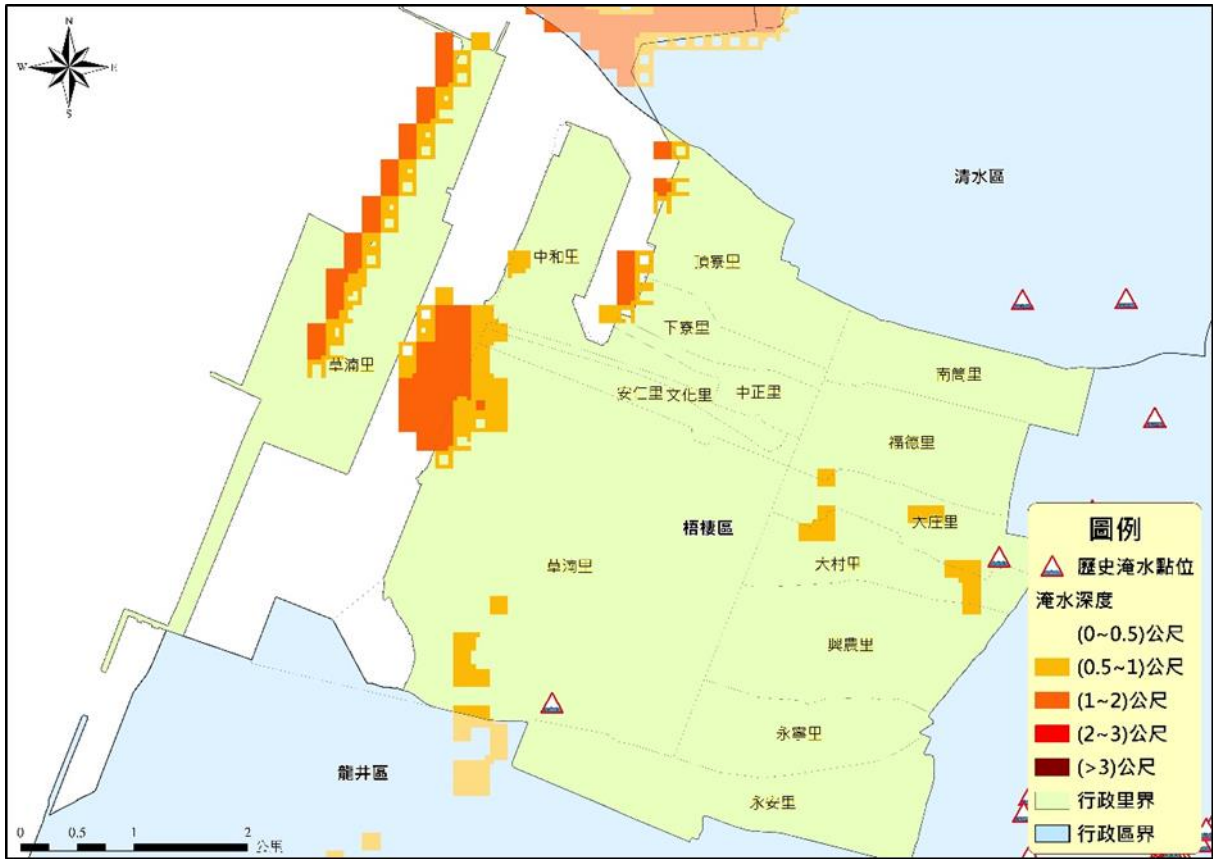 N
W
E
S
清水區
中和里
頂寮里
下寮里
草湳里
南簡里
安仁里
文化里
中正里
福德里
大庄里
梧棲區
草湳里
大村里
興農里
永寧里
龍井區
永安里
圖例
歷史淹水點位
淹水深度
(0~0.5)公尺
(0.5~1)公尺
(1~2)公尺
(2~3)公尺
(>3)公尺
行政里界
行政區界
0 0.5 1 2
公里